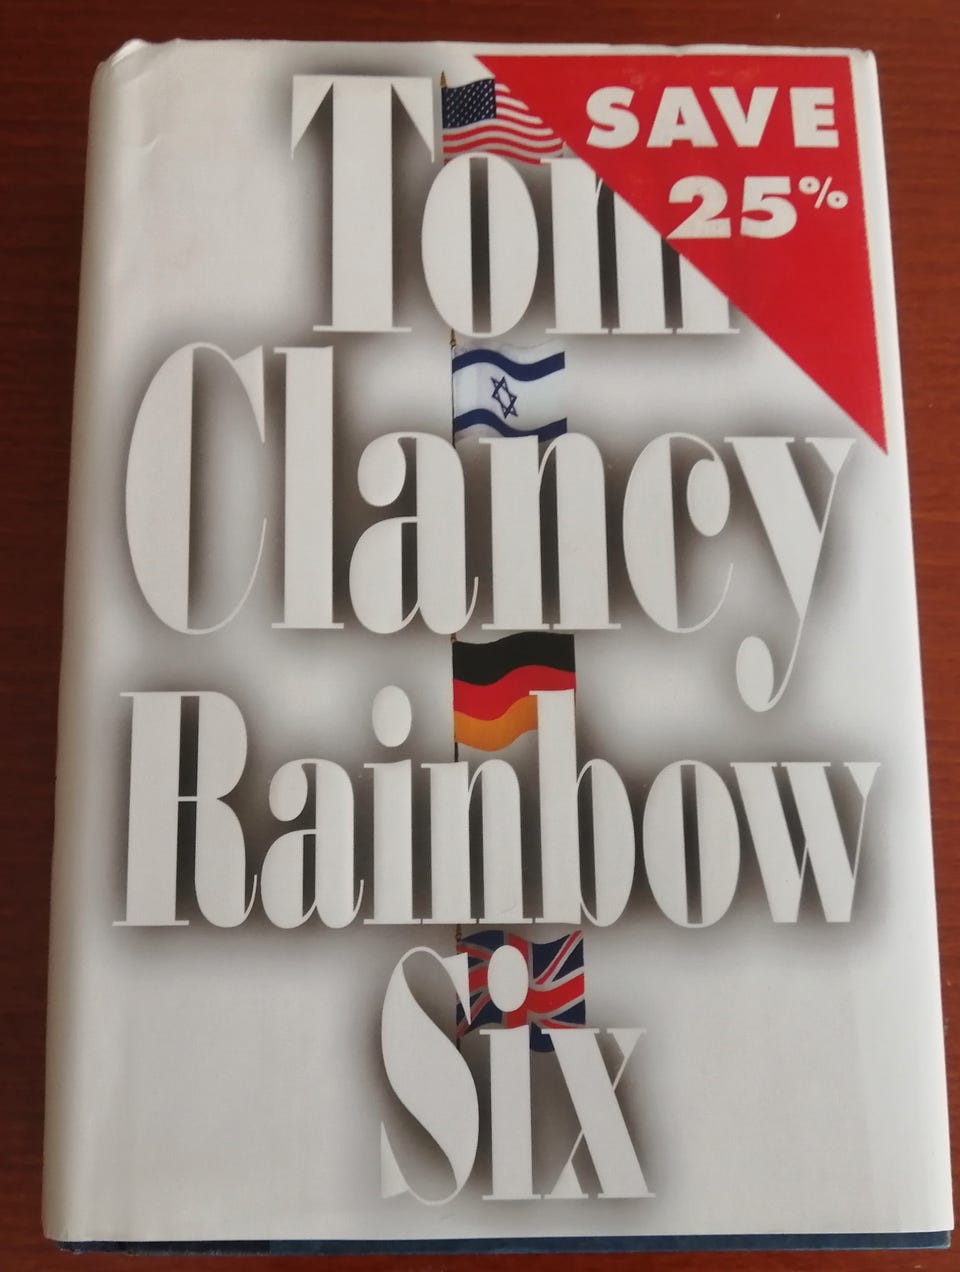 SAVE
25%
Tom
Clancy
Rainbow
Six